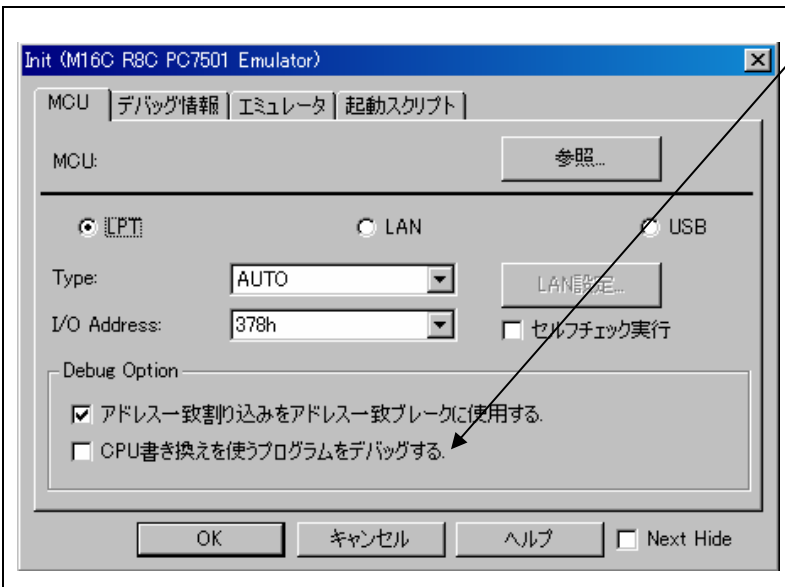 Init (M16C R8C PC7501 Emulator)
MCU デバッグ情報 エミュレータ 起動スクリプト
MCU: 参照...
LPT LAN USB
Type: AUTO LAN設定...
I/O Address: 378h セルフチェック実行
Debug Option
アドレス一致割り込みをアドレス一致ブレークに使用する.
CPU書き換えを使うプログラムをデバッグする.
OK キャンセル ヘルプ Next Hide